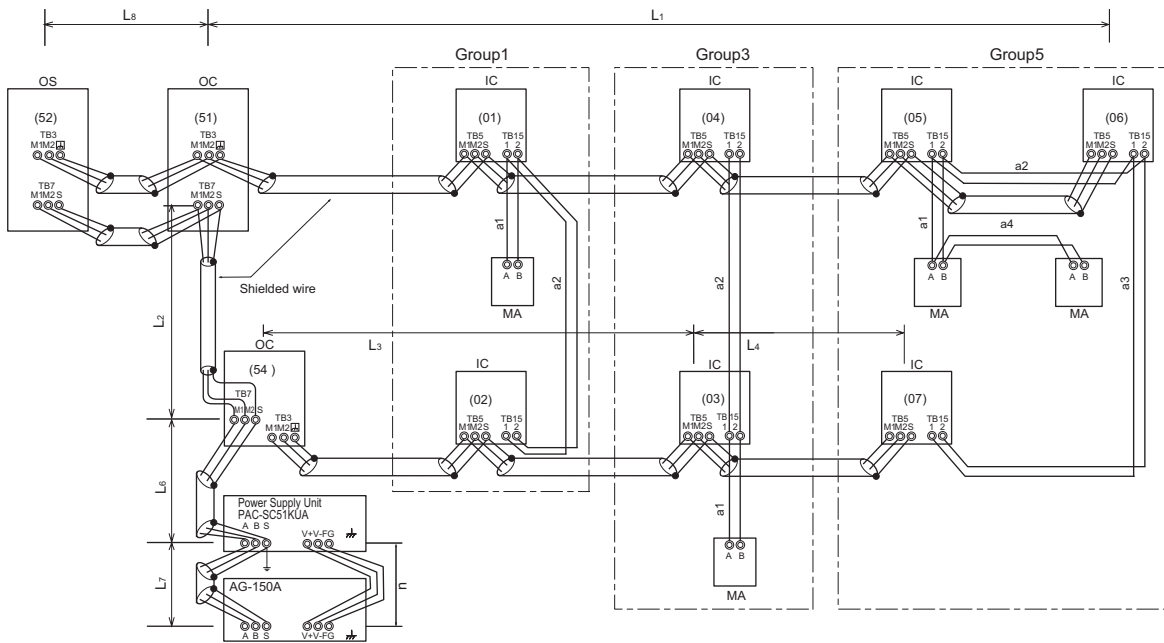 L8
L1
Group1
Group3
Group5
OS
OC
IC
IC
IC
IC
(52)
(51)
(01)
(04)
(05)
(06)
TB3
M1M2
TB3
M1M2
TB5
M1M2S
TB15
1 2
TB5
M1M2S
TB15
1 2
TB5
M1M2S
TB15
1 2
TB5
M1M2S
TB15
1 2
TB7
M1M2 S
TB7
M1M2 S
a2
a1
a1
a4
A B
MA
A B
MA
A B
MA
a2
a2
a3
Shielded wire
L2
L3
L4
OC
IC
IC
IC
(54 )
(02)
(03)
(07)
TB7
M1M2 S
TB3
M1M2
TB5
M1M2S
TB15
1 2
TB5
M1M2S
TB 15
1 2
TB5
M1M2S
TB15
1 2
L6
a1
Power Supply Unit
PAC-SC51KUA
A B S
V+V-FG
A B
MA
L7
n
AG-150A
A B S
V+V-FG